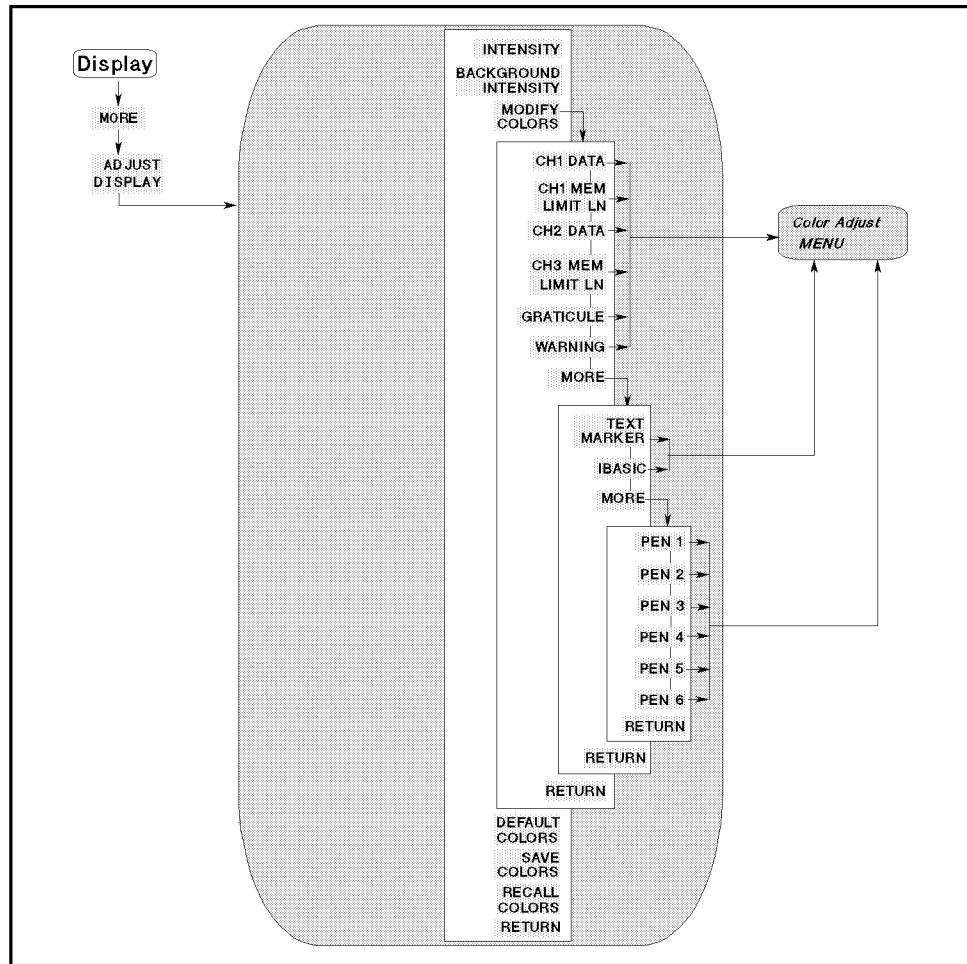 Display
MORE
ADJUST
DISPLAY
INTENSITY
BACKGROUND
INTENSITY
MODIFY
COLORS
CH1 DATA
CH1 MEM
LIMIT LN
CH2 DATA
CH3 MEM
LIMIT LN
GRATICULE
WARNING
MORE
TEXT
MARKER
IBASIC
MORE
PEN 1
PEN 2
PEN 3
PEN 4
PEN 5
PEN 6
RETURN
RETURN
RETURN
DEFAULT
COLORS
SAVE
COLORS
RECALL
COLORS
RETURN
Color Adjust
MENU